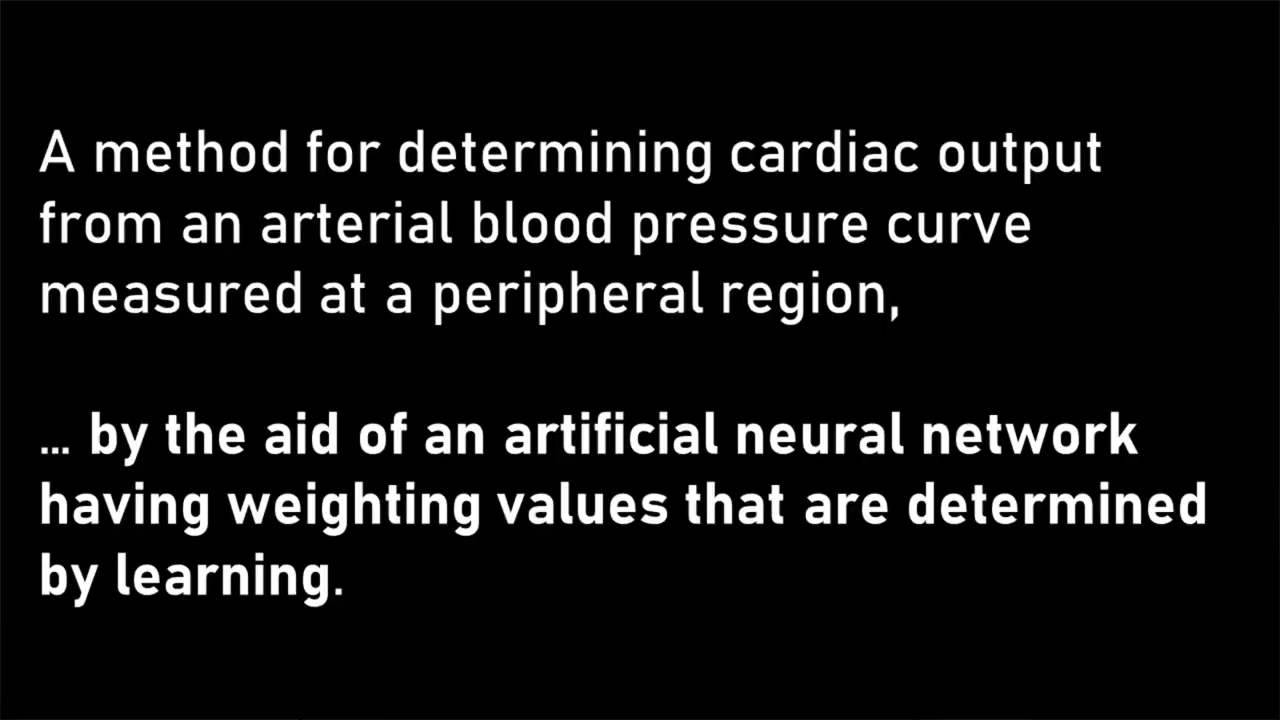 A method for determining cardiac output
from an arterial blood pressure curve
measured at a peripheral region,
... by the aid of an artificial neural network
having weighting values that are determined
by learning.